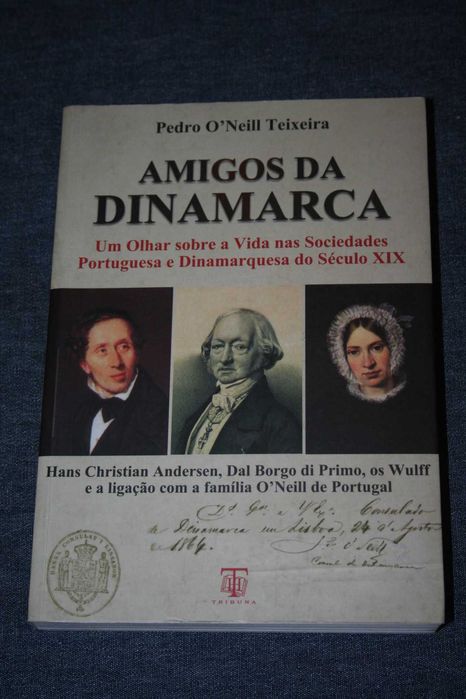 Pedro O'Neill Teixeira
AMIGOS DA
DINAMARCA
Um Olhar sobre a Vida nas Sociedades
Portuguesa e Dinamarquesa do Século XIX
Hans Christian Andersen, Dal Borgo di Primo, os Wulff
e a ligação com a família O'Neill de Portugal
Consulado
de Dinamarca em Lisboa, 24 de Agosto
de 1864.
TRIBUNA